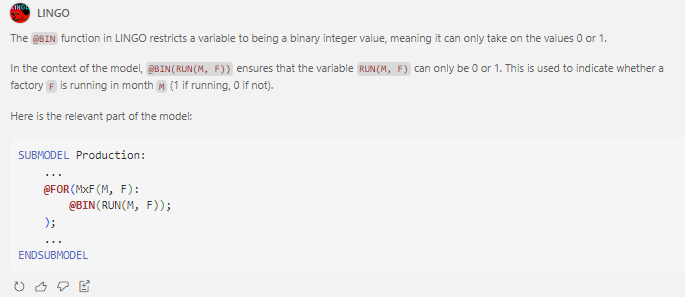 LINGO
The @BIN function in LINGO restricts a variable to being a binary integer value, meaning it can only take on the values 0 or 1.
In the context of the model, @BIN(RUN(M, F)) ensures that the variable RUN(M, F) can only be 0 or 1. This is used to indicate whether a
factory F is running in month M (1 if running, 0 if not).
Here is the relevant part of the model:
SUBMODEL Production:
...
@FOR(MxF(M, F):
@BIN(RUN(M, F));
);
...
ENDSUBMODEL